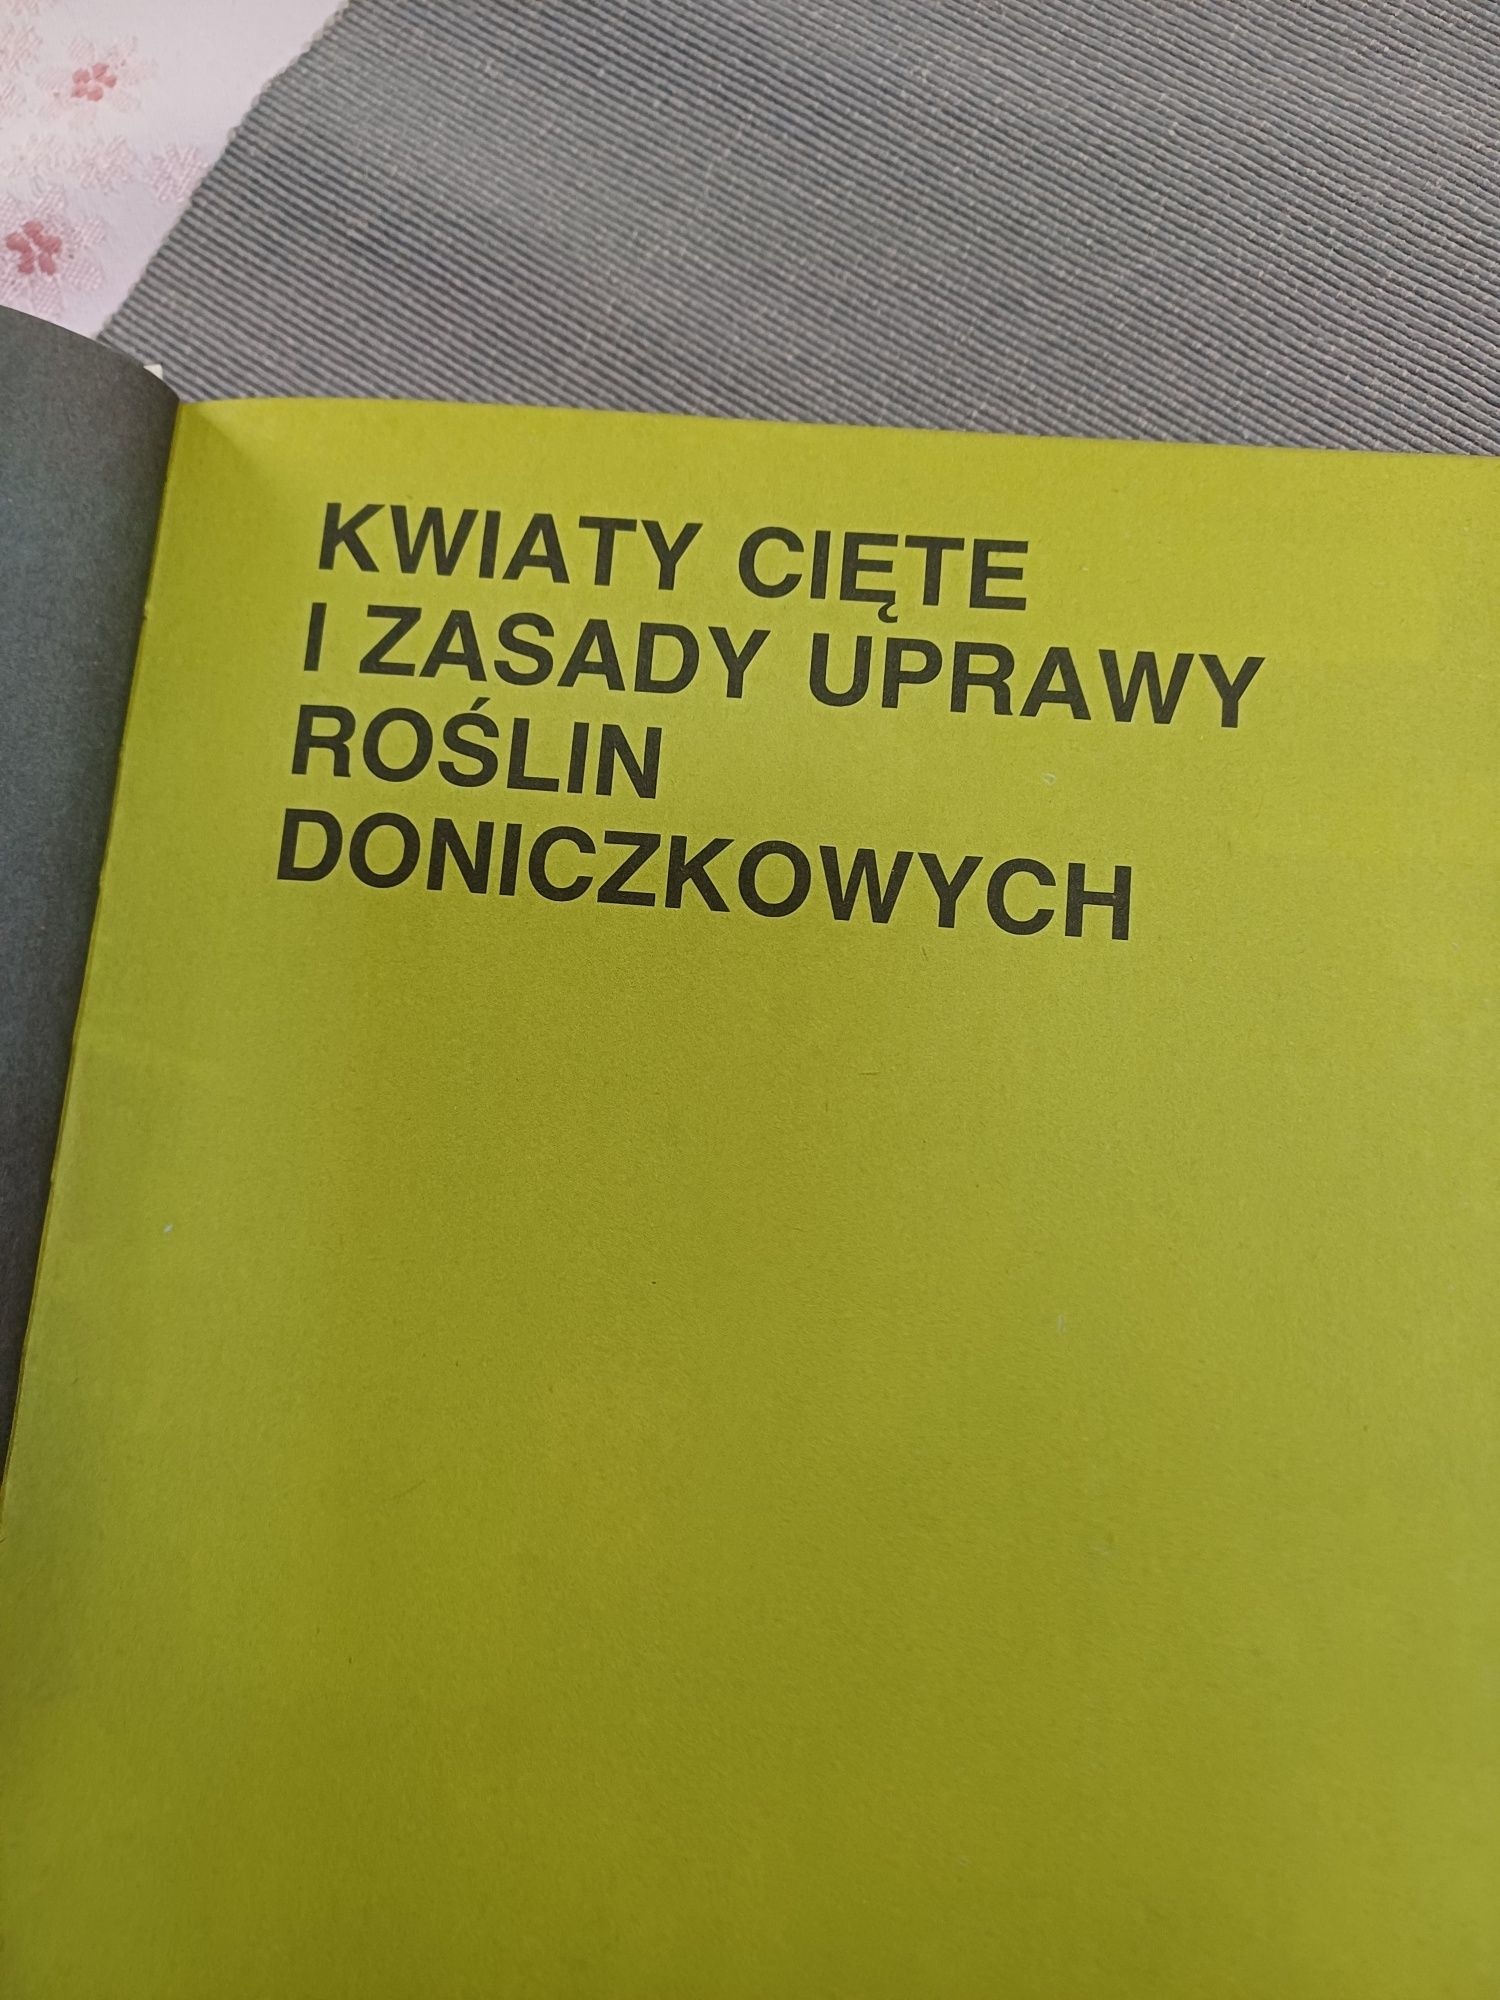 KWIATY CIĘTE
I ZASADY UPRAWY
ROŚLIN
DONICZKOWYCH